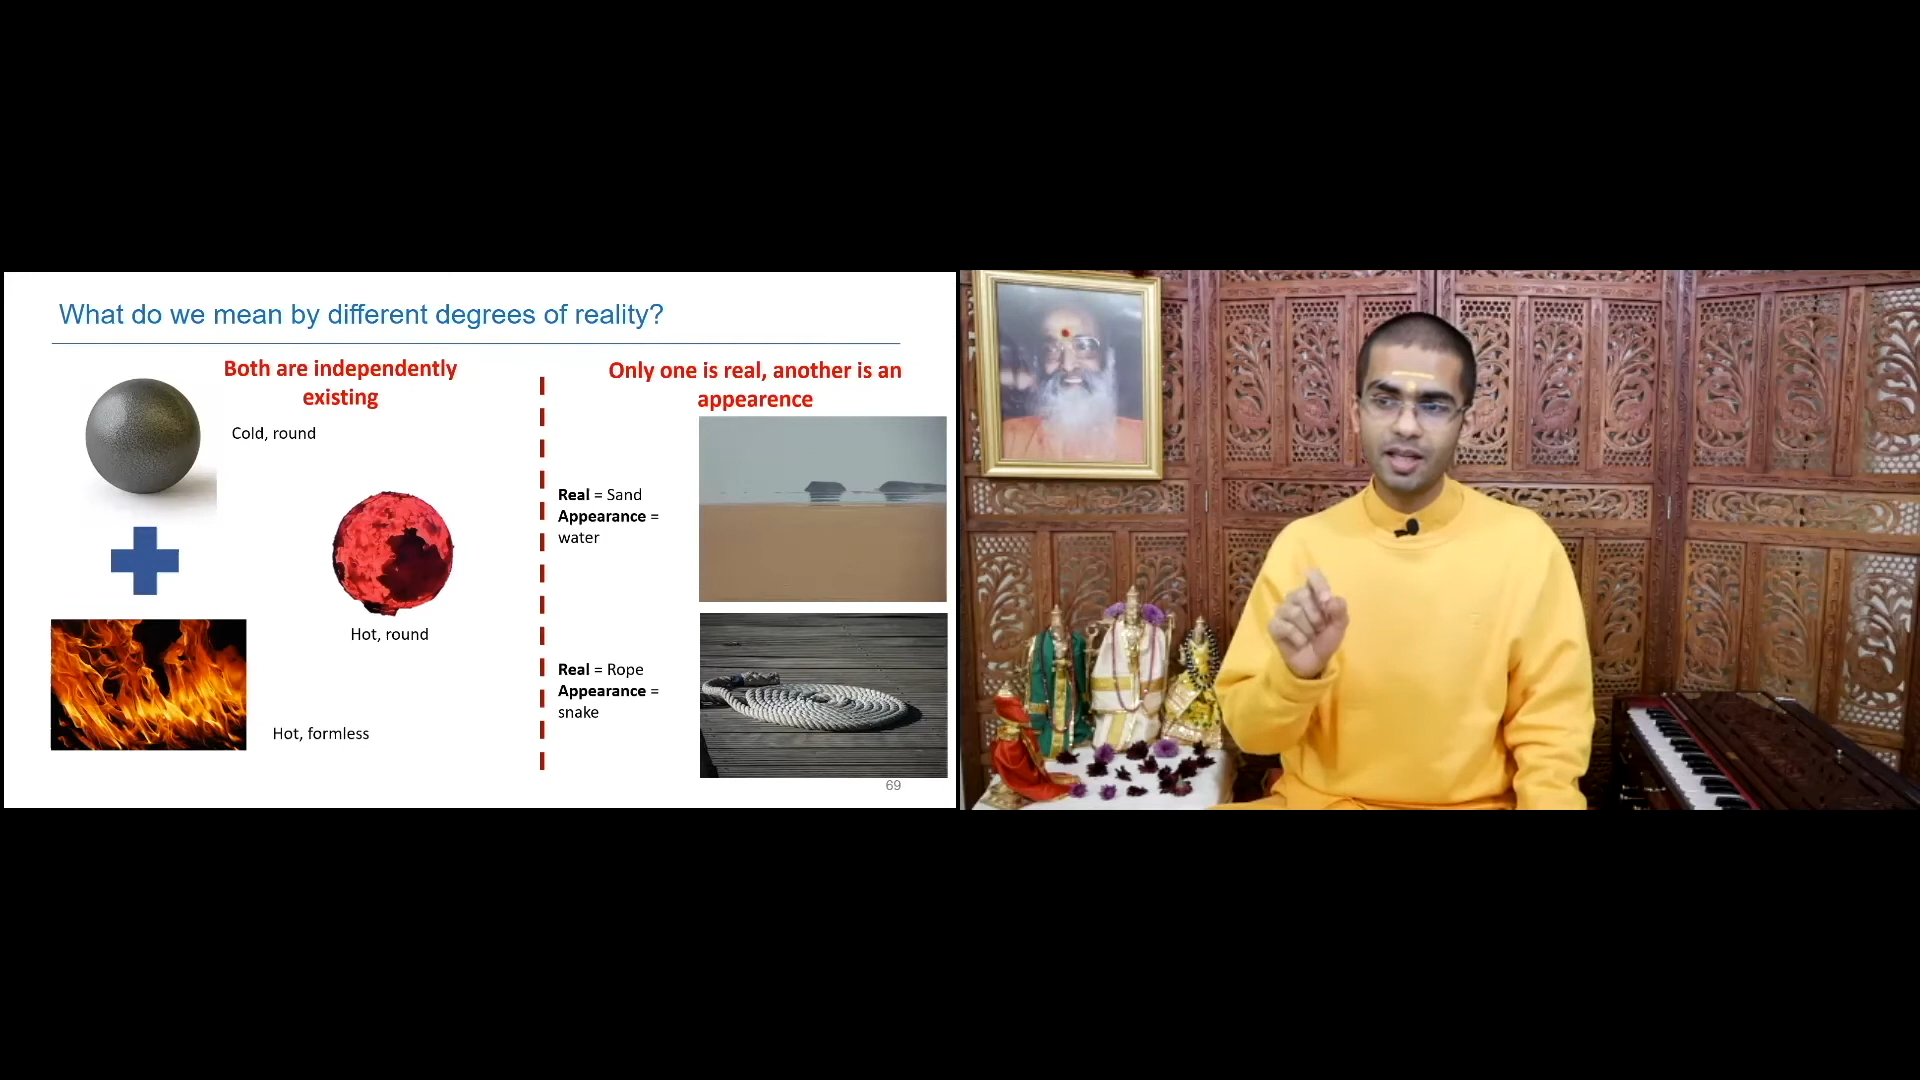 What do we mean by different degrees of reality?
Both are independently
existing
Cold, round
Hot, round
Hot, formless
Only one is real, another is an
appearence
Real = Sand
Appearance =
water
Real = Rope
Appearance =
snake
69